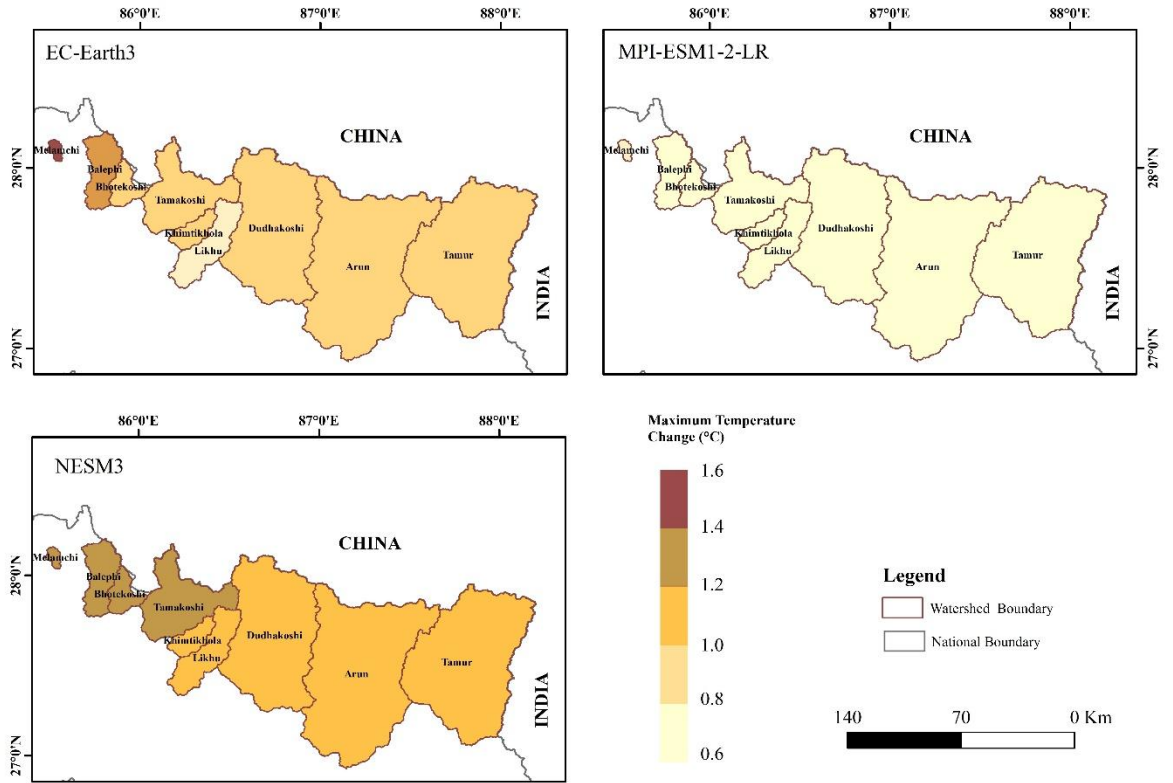 86°0'E 87°0'E 88°0'E
86°0'E 87°0'E 88°0'E
EC-Earth3
MPI-ESM1-2-LR
CHINA
CHINA
28°0'N
28°0'N
Melamchi
Balephi
Bhotekoshi
Tamakoshi
Khimtikhola
Likhu
Dudhakoshi
Arun
Tamur
INDIA
Melamchi
Balephi
Bhotekoshi
Tamakoshi
Khimtikhola
Likhu
Dudhakoshi
Arun
Tamur
INDIA
27°0'N
27°0'N
86°0'E 87°0'E 88°0'E
NESM3
CHINA
28°0'N
Melamchi
Balephi
Bhotekoshi
Tamakoshi
Khimtikhola
Likhu
Dudhakoshi
Arun
Tamur
INDIA
27°0'N
Maximum Temperature
Change (°C)
1.6
1.4
1.2
1.0
0.8
0.6
Legend
Watershed Boundary
National Boundary
140 70 0 Km